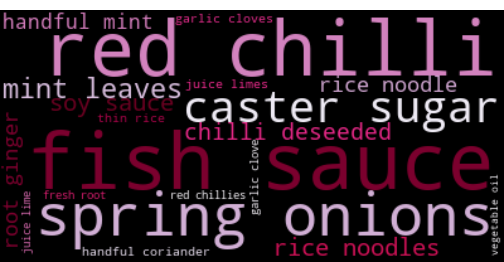 handful mint
garlic cloves
red chilli
mint leaves
juice limes
rice noodle
soy sauce
caster sugar
thin rice
chilli deseeded
root ginger
fish sauce
garlic clove
vegetable oil
juice lime
fresh root
red chillies
spring onions
handful coriander
rice noodles